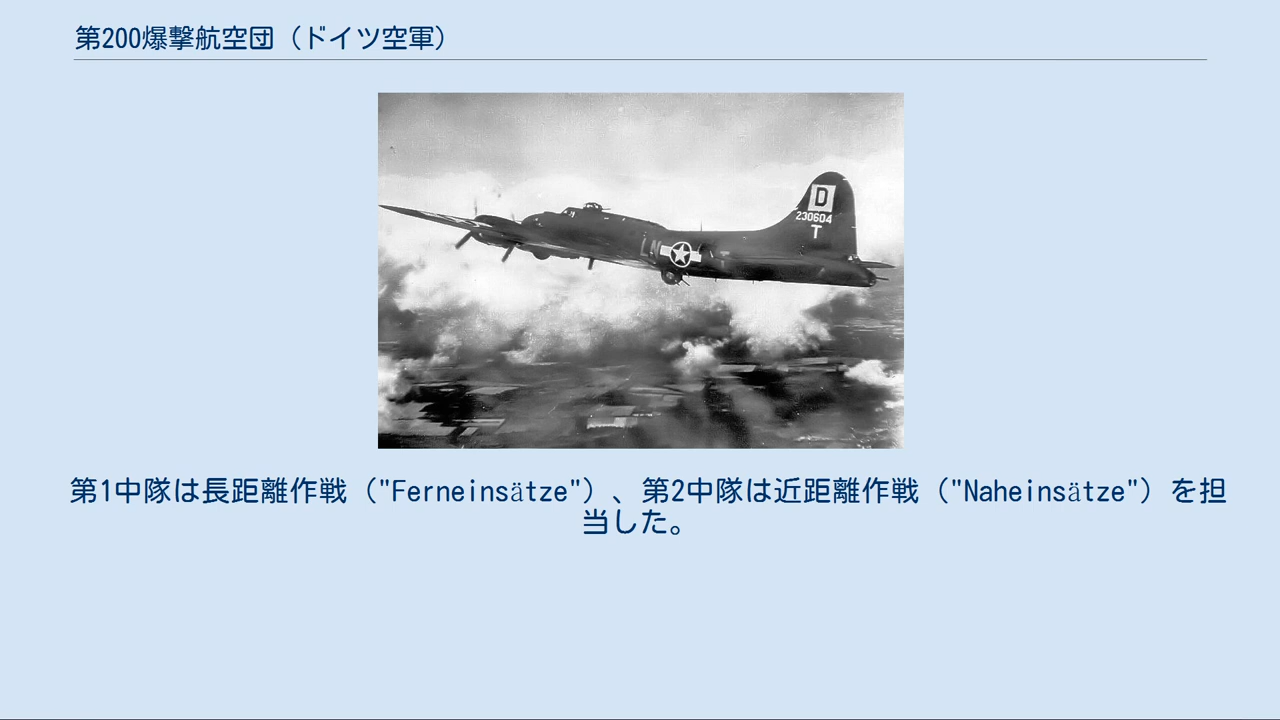 第200爆撃航空団（ドイツ空軍）
D
230604
T
LN
第1中隊は長距離作戦（"Ferneinsätze"）、第2中隊は近距離作戦（"Naheinsätze"）を担
当した。